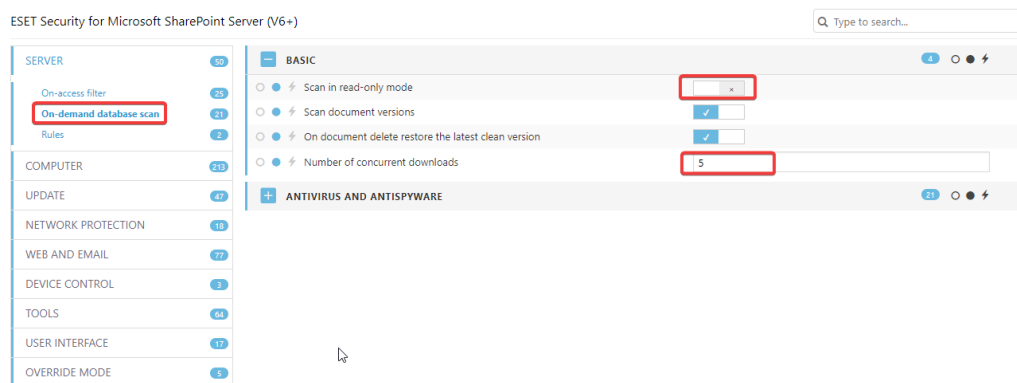 ESET Security for Microsoft SharePoint Server (V6+)
Type to search...
SERVER 50
On-access filter 25
On-demand database scan 21
Rules 2
COMPUTER 213
UPDATE 47
NETWORK PROTECTION 18
WEB AND EMAIL 77
DEVICE CONTROL 3
TOOLS 64
USER INTERFACE 17
OVERRIDE MODE 5
BASIC 4
Scan in read-only mode
Scan document versions
On document delete restore the latest clean version
Number of concurrent downloads 5
ANTIVIRUS AND ANTISPYWARE 21